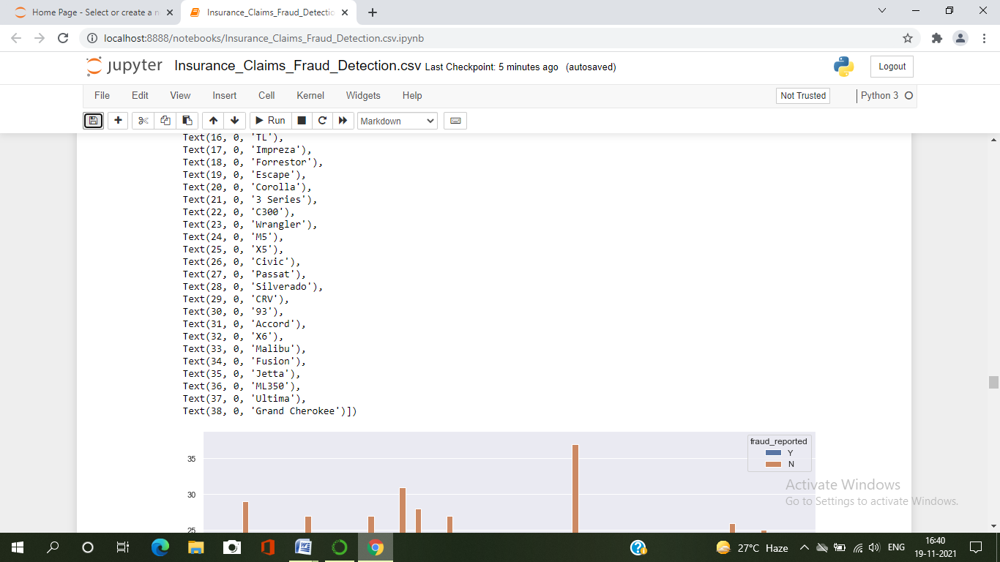 Home Page - Select or create a n
Insurance_Claims_Fraud_Detectio
localhost:8888/notebooks/Insurance_Claims_Fraud_Detection.csv.ipynb
jupyter Insurance_Claims_Fraud_Detection.csv Last Checkpoint: 5 minutes ago (autosaved)
Logout
File Edit View Insert Cell Kernel Widgets Help
Not Trusted
Python 3
Run
Markdown
Text(16, 0, 'TL'),
Text(17, 0, 'Impreza'),
Text(18, 0, 'Forrestor'),
Text(19, 0, 'Escape'),
Text(20, 0, 'Corolla'),
Text(21, 0, '3 Series'),
Text(22, 0, 'C300'),
Text(23, 0, 'Wrangler'),
Text(24, 0, 'M5'),
Text(25, 0, 'X5'),
Text(26, 0, 'Civic'),
Text(27, 0, 'Passat'),
Text(28, 0, 'Silverado'),
Text(29, 0, 'CRV'),
Text(30, 0, '93'),
Text(31, 0, 'Accord'),
Text(32, 0, 'X6'),
Text(33, 0, 'Malibu'),
Text(34, 0, 'Fusion'),
Text(35, 0, 'Jetta'),
Text(36, 0, 'ML350'),
Text(37, 0, 'Ultima'),
Text(38, 0, 'Grand Cherokee')])
fraud_reported
Y
N
35
30
25
Activate Windows
Go to Settings to activate Windows.
27°C Haze
ENG
16:40
19-11-2021